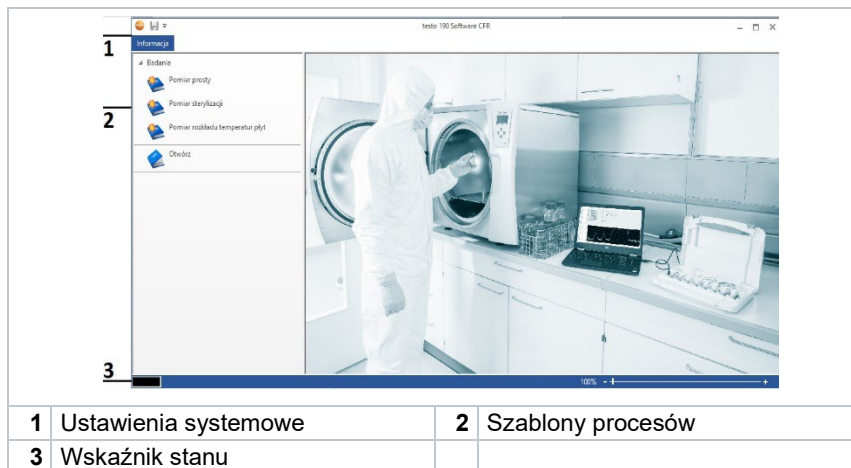 testo 190 Software CFR
1
Informacja
Badanie
Pomiar prosty
2
Pomiar sterylizacji
Pomiar rozkładu temperatur płyt
Otwórz
3
100%
1 Ustawienia systemowe
2 Szablony procesów
3 Wskaźnik stanu